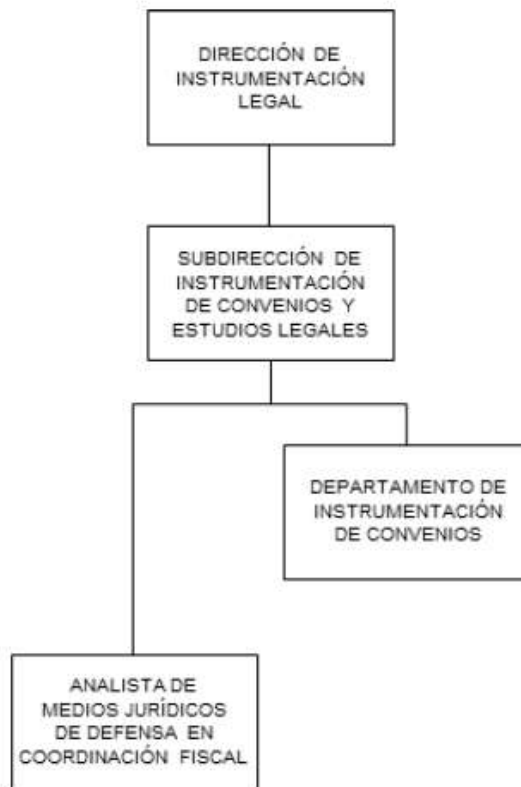 DIRECCIÓN DE
INSTRUMENTACIÓN
LEGAL
SUBDIRECCIÓN DE
INSTRUMENTACIÓN
DE CONVENIOS Y
ESTUDIOS LEGALES
DEPARTAMENTO DE
INSTRUMENTACIÓN
DE CONVENIOS
ANALISTA DE
MEDIOS JURÍDICOS
DE DEFENSA EN
COORDINACIÓN FISCAL